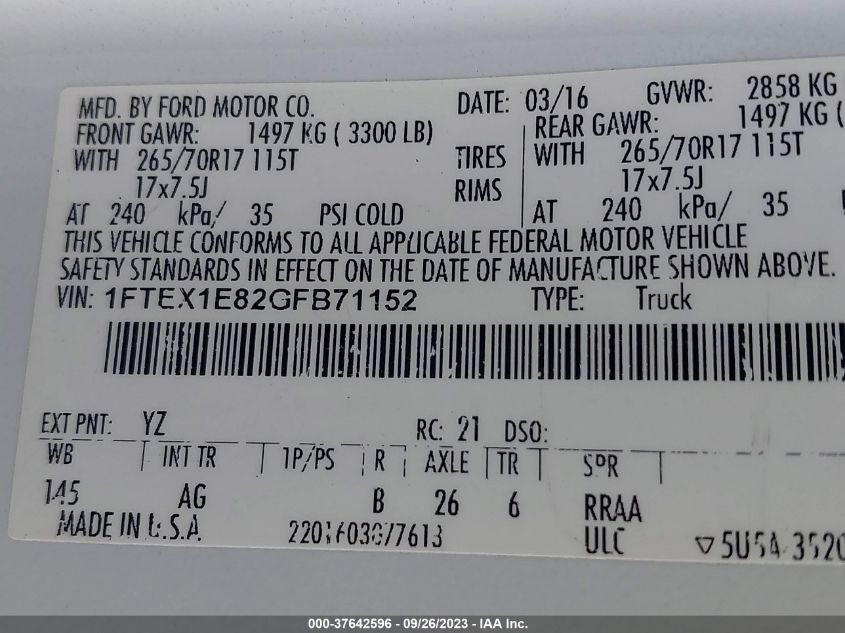 MFD. BY FORD MOTOR CO. DATE: 03/16 GVWR: 2858 KG
FRONT GAWR: 1497 KG ( 3300 LB) REAR GAWR: 1497 KG (
WITH 265/70R17 115T TIRES WITH 265/70R17 115T
17x7.5J RIMS 17x7.5J
AT 240 kPa/ 35 PSI COLD AT 240 kPa/ 35
THIS VEHICLE CONFORMS TO ALL APPLICABLE FEDERAL MOTOR VEHICLE
SAFETY STANDARDS IN EFFECT ON THE DATE OF MANUFACTURE SHOWN ABOVE.
VIN: 1FTEX1E82GFB71152 TYPE: Truck
EXT PNT: YZ RC: 21 DSO:
WB INT TR TP/PS R AXLE TR SPR
145 AG B 26 6 RRAA
MADE IN U.S.A. ULC
000-37642596 - 09/26/2023 - IAA Inc.